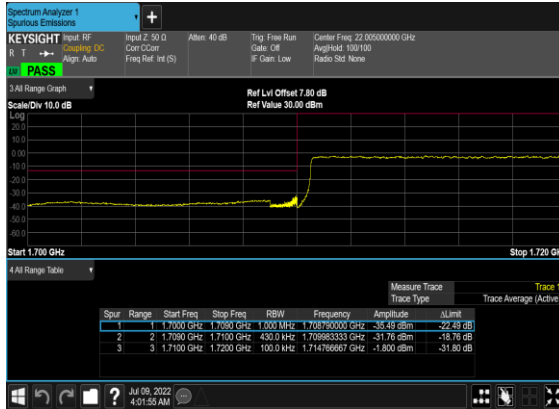 Spectrum Analyzer 1
Spurious Emissions
KEYSIGHT Input: RF Input Z: 50 Ω Atten: 40 dB Trig: Free Run Center Freq: 22.005000000 GHz
R T Coupling: DC Corr CCorr Gate: Off Avg|Hold: 100/100
Align: Auto Freq Ref: Int (S) IF Gain: Low Radio Std: None
PASS
3 All Range Graph
Ref Lvl Offset 7.80 dB
Scale/Div 10.0 dB Ref Value 30.00 dBm
Log
20.0
10.0
0.00
-10.0
-20.0
-30.0
-40.0
-50.0
-60.0
Start 1.700 GHz Stop 1.720 GH
4 All Range Table
Measure Trace Trace 1
Trace Type Trace Average (Active
Spur Range Start Freq Stop Freq RBW Frequency Amplitude ΔLimit
1 1 1.7000 GHz 1.7090 GHz 1.000 MHz 1.708790000 GHz -35.49 dBm -22.49 dB
2 2 1.7090 GHz 1.7100 GHz 430.0 kHz 1.709983333 GHz -31.76 dBm -18.76 dB
3 3 1.7100 GHz 1.7200 GHz 100.0 kHz 1.714766667 GHz -1.800 dBm -31.80 dB
Jul 09, 2022
4:01:55 AM